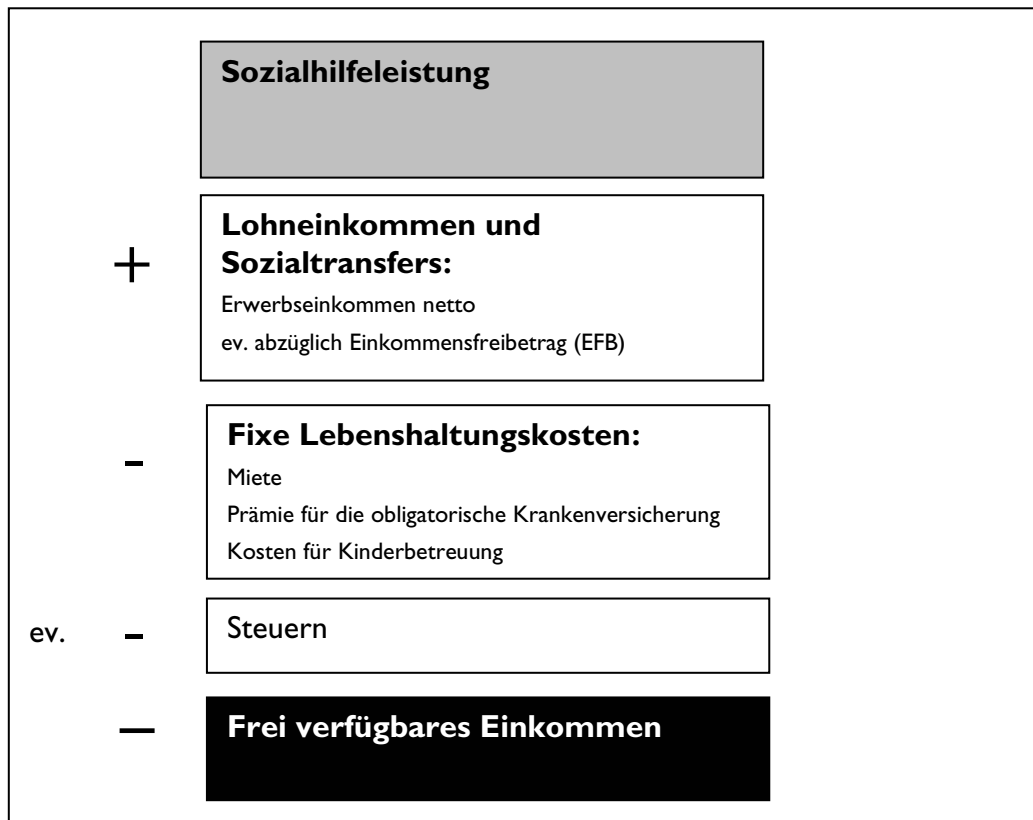 Sozialhilfeleistung
+
Lohneinkommen und
Sozialtransfers:
Erwerbseinkommen netto
ev. abzüglich Einkommensfreibetrag (EFB)
-
Fixe Lebenshaltungskosten:
Miete
Prämie für die obligatorische Krankenversicherung
Kosten für Kinderbetreuung
ev. - Steuern
— Frei verfügbares Einkommen